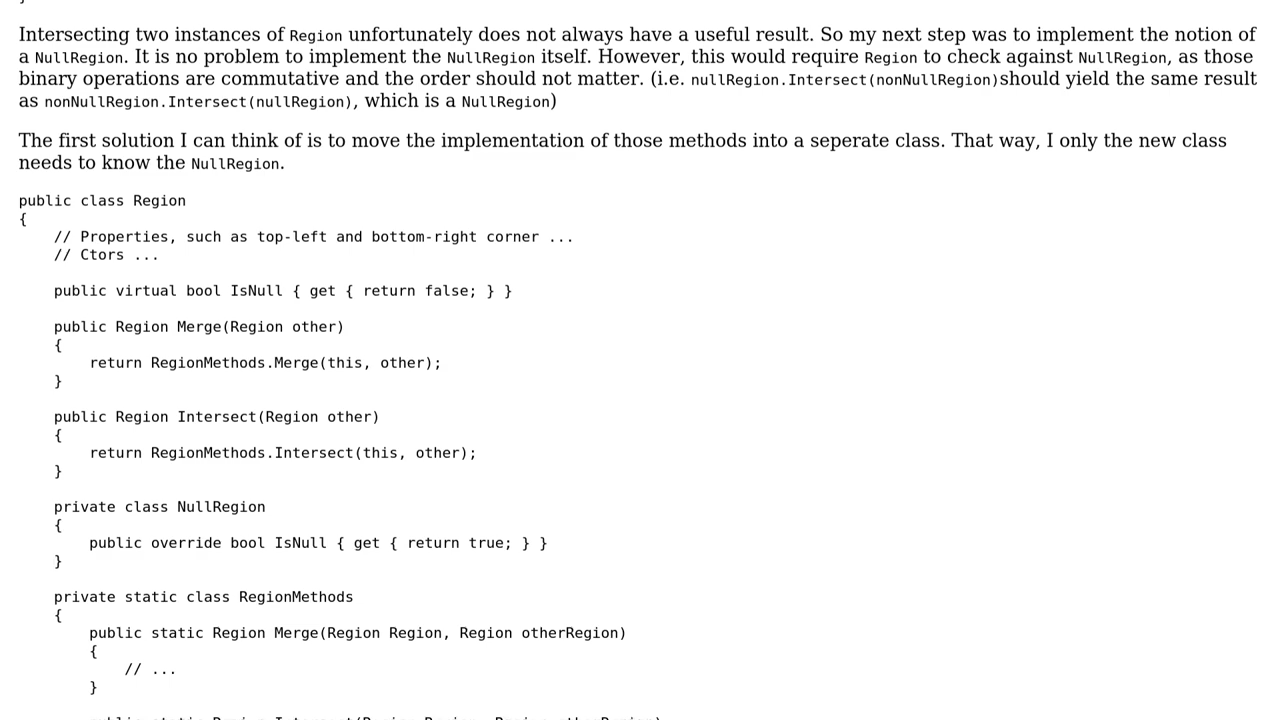 }
Intersecting two instances of Region unfortunately does not always have a useful result. So my next step was to implement the notion of
a NullRegion. It is no problem to implement the NullRegion itself. However, this would require Region to check against NullRegion, as those
binary operations are commutative and the order should not matter. (i.e. nullRegion.Intersect(nonNullRegion)should yield the same result
as nonNullRegion.Intersect(nullRegion), which is a NullRegion)
The first solution I can think of is to move the implementation of those methods into a seperate class. That way, I only the new class
needs to know the NullRegion.
public class Region
{
    // Properties, such as top-left and bottom-right corner ...
    // Ctors ...
    public virtual bool IsNull { get { return false; } }
    public Region Merge(Region other)
    {
        return RegionMethods.Merge(this, other);
    }
    public Region Intersect(Region other)
    {
        return RegionMethods.Intersect(this, other);
    }
    private class NullRegion
    {
        public override bool IsNull { get { return true; } }
    }
    private static class RegionMethods
    {
        public static Region Merge(Region Region, Region otherRegion)
        {
            // ...
        }
        public static Region Intersect(Region Region, Region otherRegion)